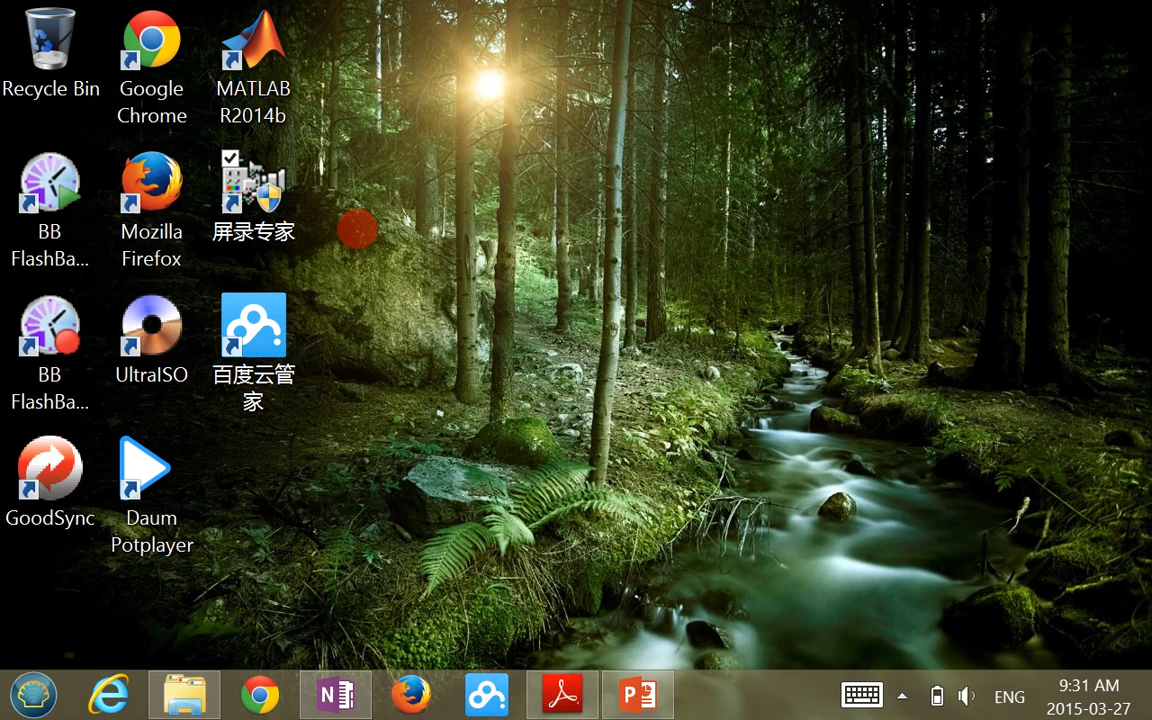 Recycle Bin
Google
Chrome
MATLAB
R2014b
BB
FlashBa...
Mozilla
Firefox
屏录专家
BB
FlashBa...
UltraISO
百度云管
家
GoodSync
Daum
Potplayer
ENG
9:31 AM
2015-03-27